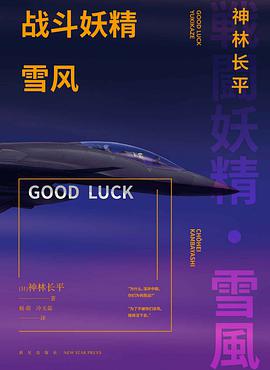 战斗妖精
雪风
GOOD LUCK
YUKIKAZE
神林长平
戦闘妖精・雪風
GOOD LUCK
CHŌHEI
KAMBAYASHI
(日)神林长平
著
译
新星出版社 NEW STAR PRESS